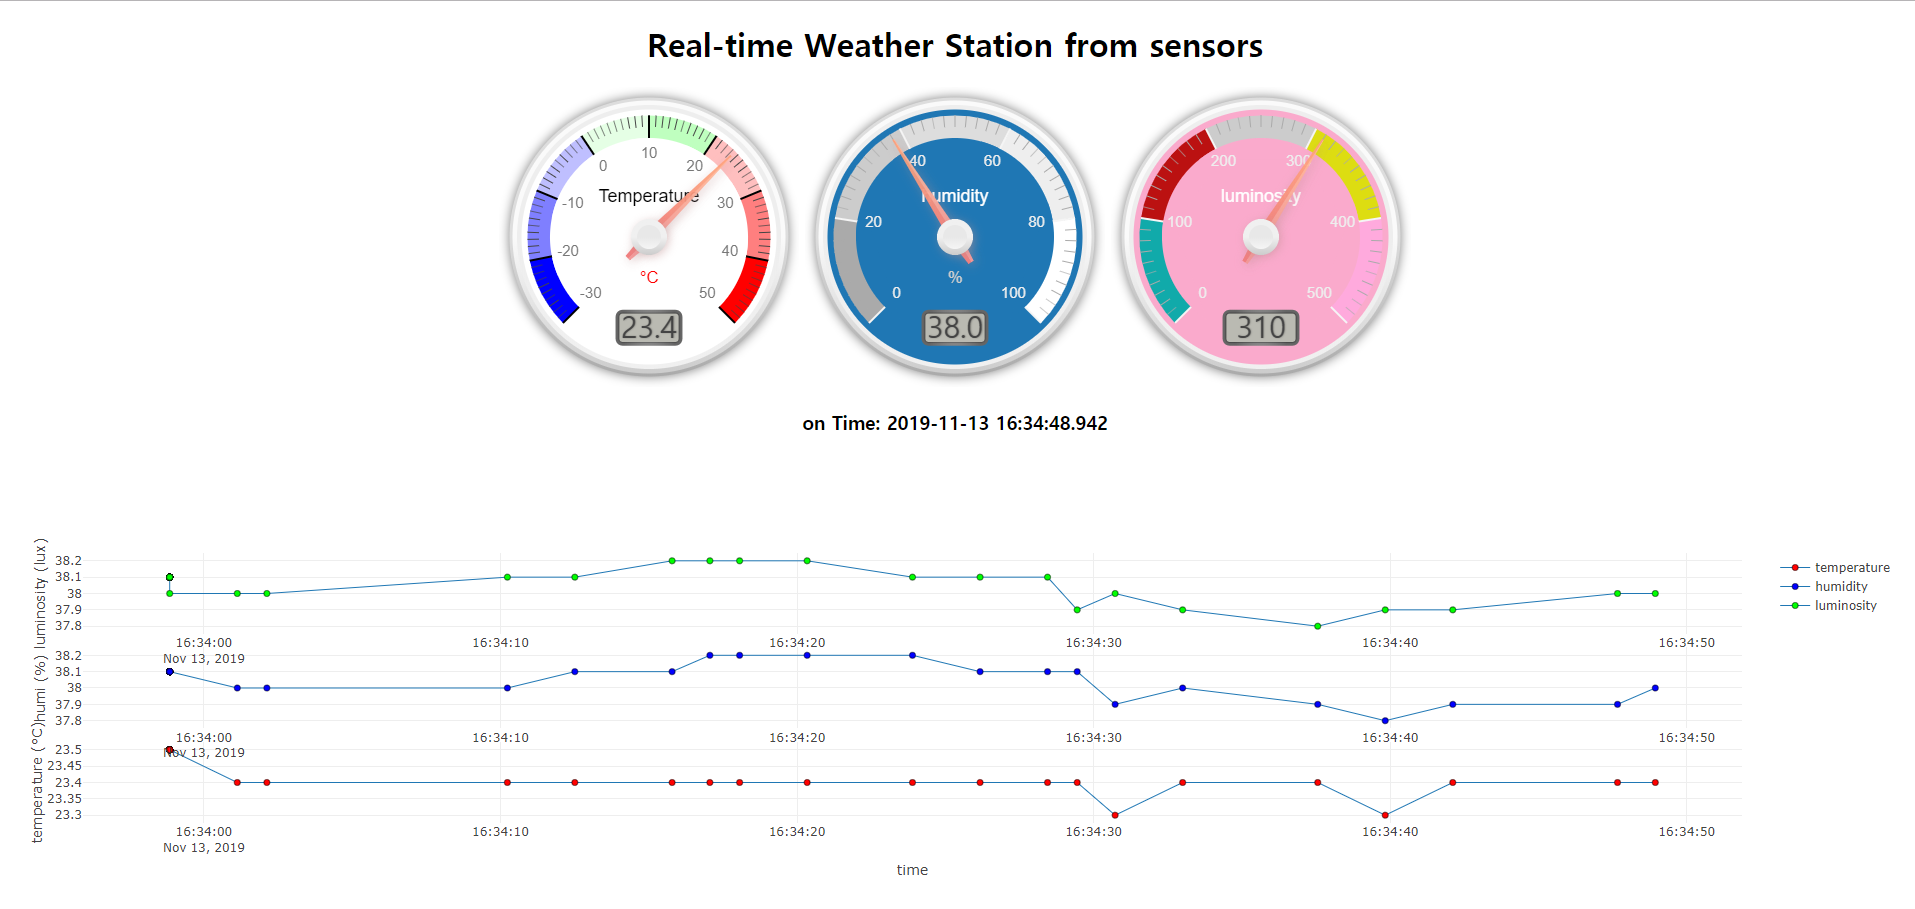 Real-time Weather Station from sensors
-30
-20
-10
0
10
20
30
40
50
Temperature
°C
23.4
0
20
40
60
80
100
humidity
%
38.0
0
100
200
300
400
500
luminosity
310
on Time: 2019-11-13 16:34:48.942
luminosity (lux)
38.2
38.1
38
37.9
37.8
16:34:00 16:34:10 16:34:20 16:34:30 16:34:40 16:34:50
Nov 13, 2019
humi (%)
38.2
38.1
38
37.9
37.8
16:34:00 16:34:10 16:34:20 16:34:30 16:34:40 16:34:50
Nov 13, 2019
temperature (°C)
23.5
23.45
23.4
23.35
23.3
16:34:00 16:34:10 16:34:20 16:34:30 16:34:40 16:34:50
Nov 13, 2019
time
temperature
humidity
luminosity